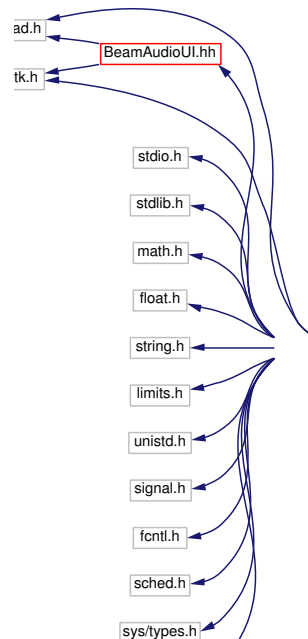 ad.h
BeamAudioUI.hh
tk.h
stdio.h
stdlib.h
math.h
float.h
string.h
limits.h
unistd.h
signal.h
fcntl.h
sched.h
sys/types.h